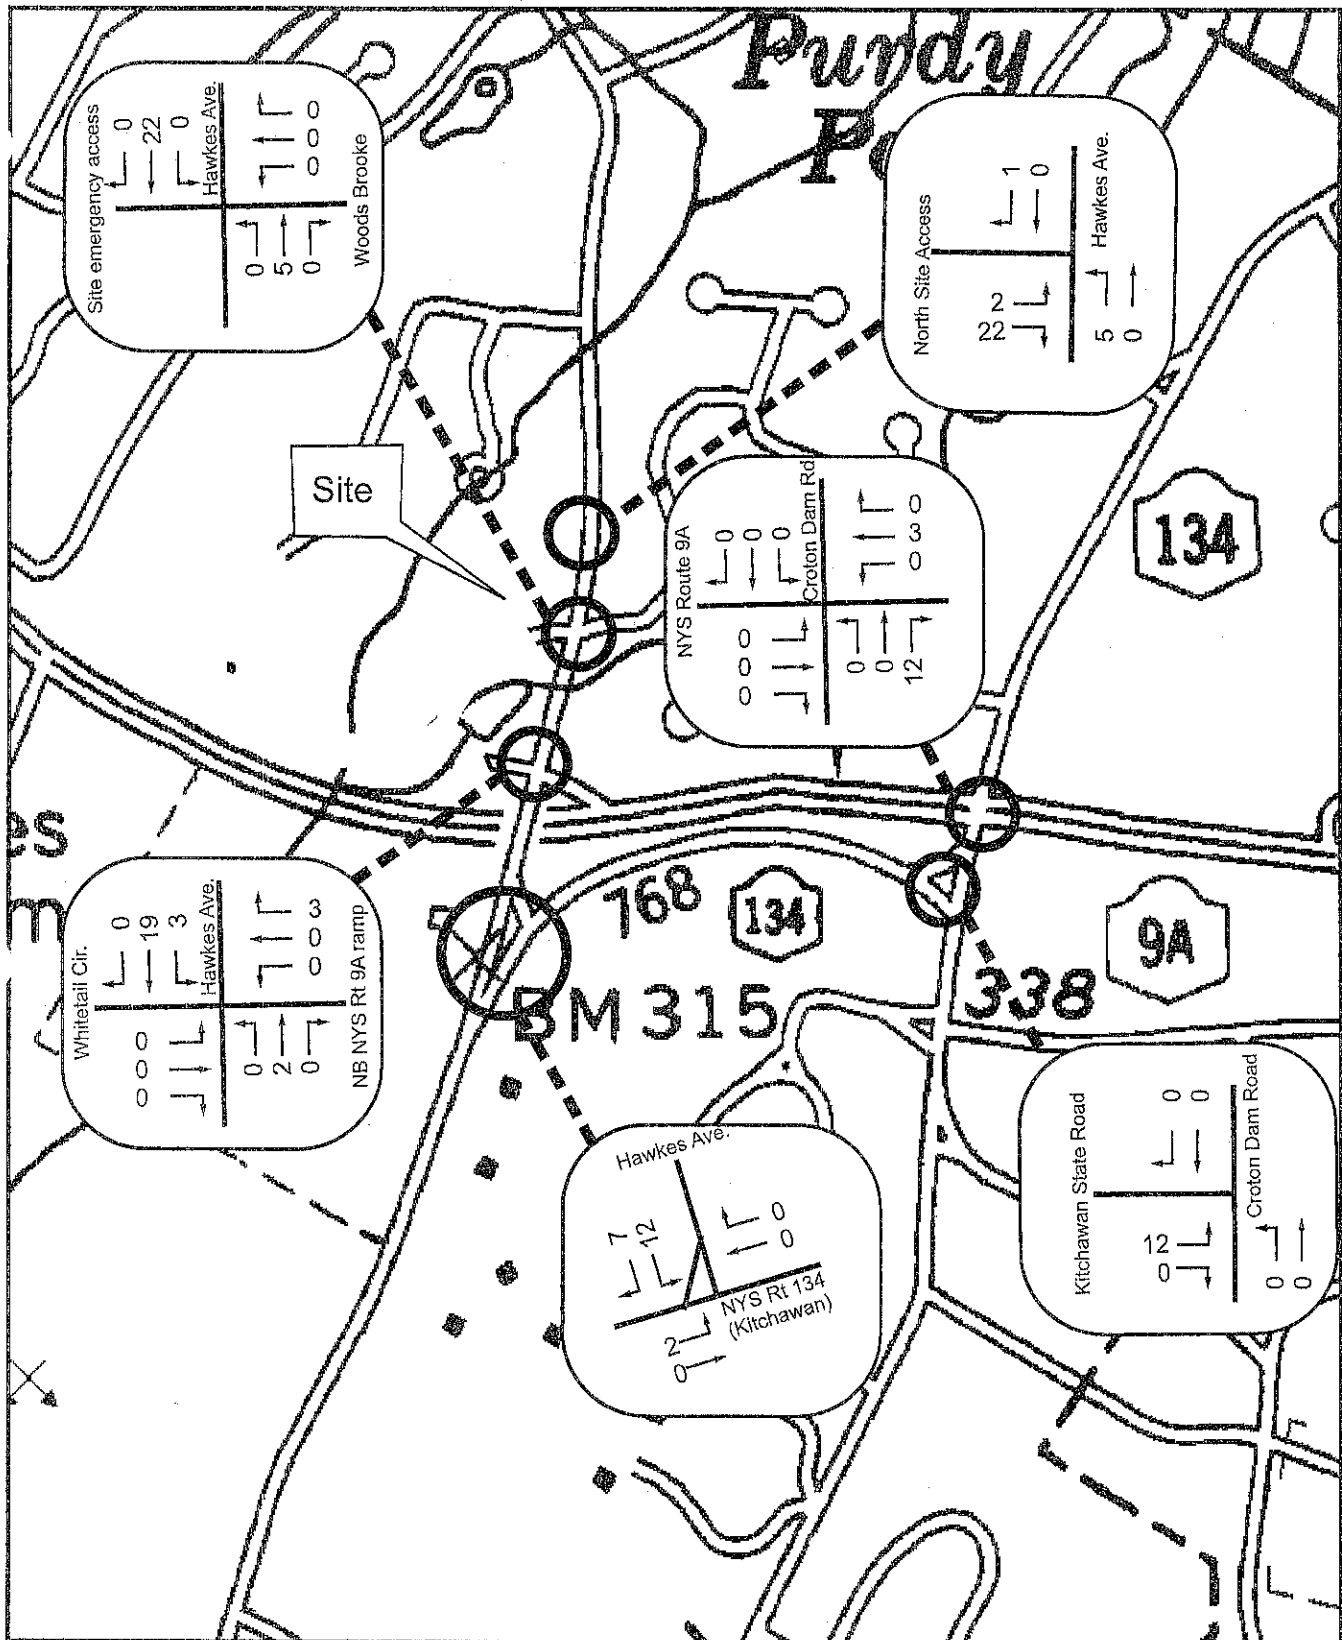 Purdy
P
Site emergency access
0
22
0
Hawkes Ave.
0
5
0
0
0
0
Woods Brooke
North Site Access
22
2
1
0
5
0
Hawkes Ave.
Site
NYS Route 9A
0
0
0
0
0
0
Croton Dam Rd
0
0
12
0
3
0
134
es
m
Whitetail Cir.
0
0
0
0
19
3
Hawkes Ave.
0
2
0
0
0
3
NB NYS Rt 9A ramp
768
134
9A
BM 315
338
Hawkes Ave.
7
12
0
0
2
0
NYS Rt 134
(Kitchawan)
Kitchawan State Road
0
12
0
0
0
0
Croton Dam Road